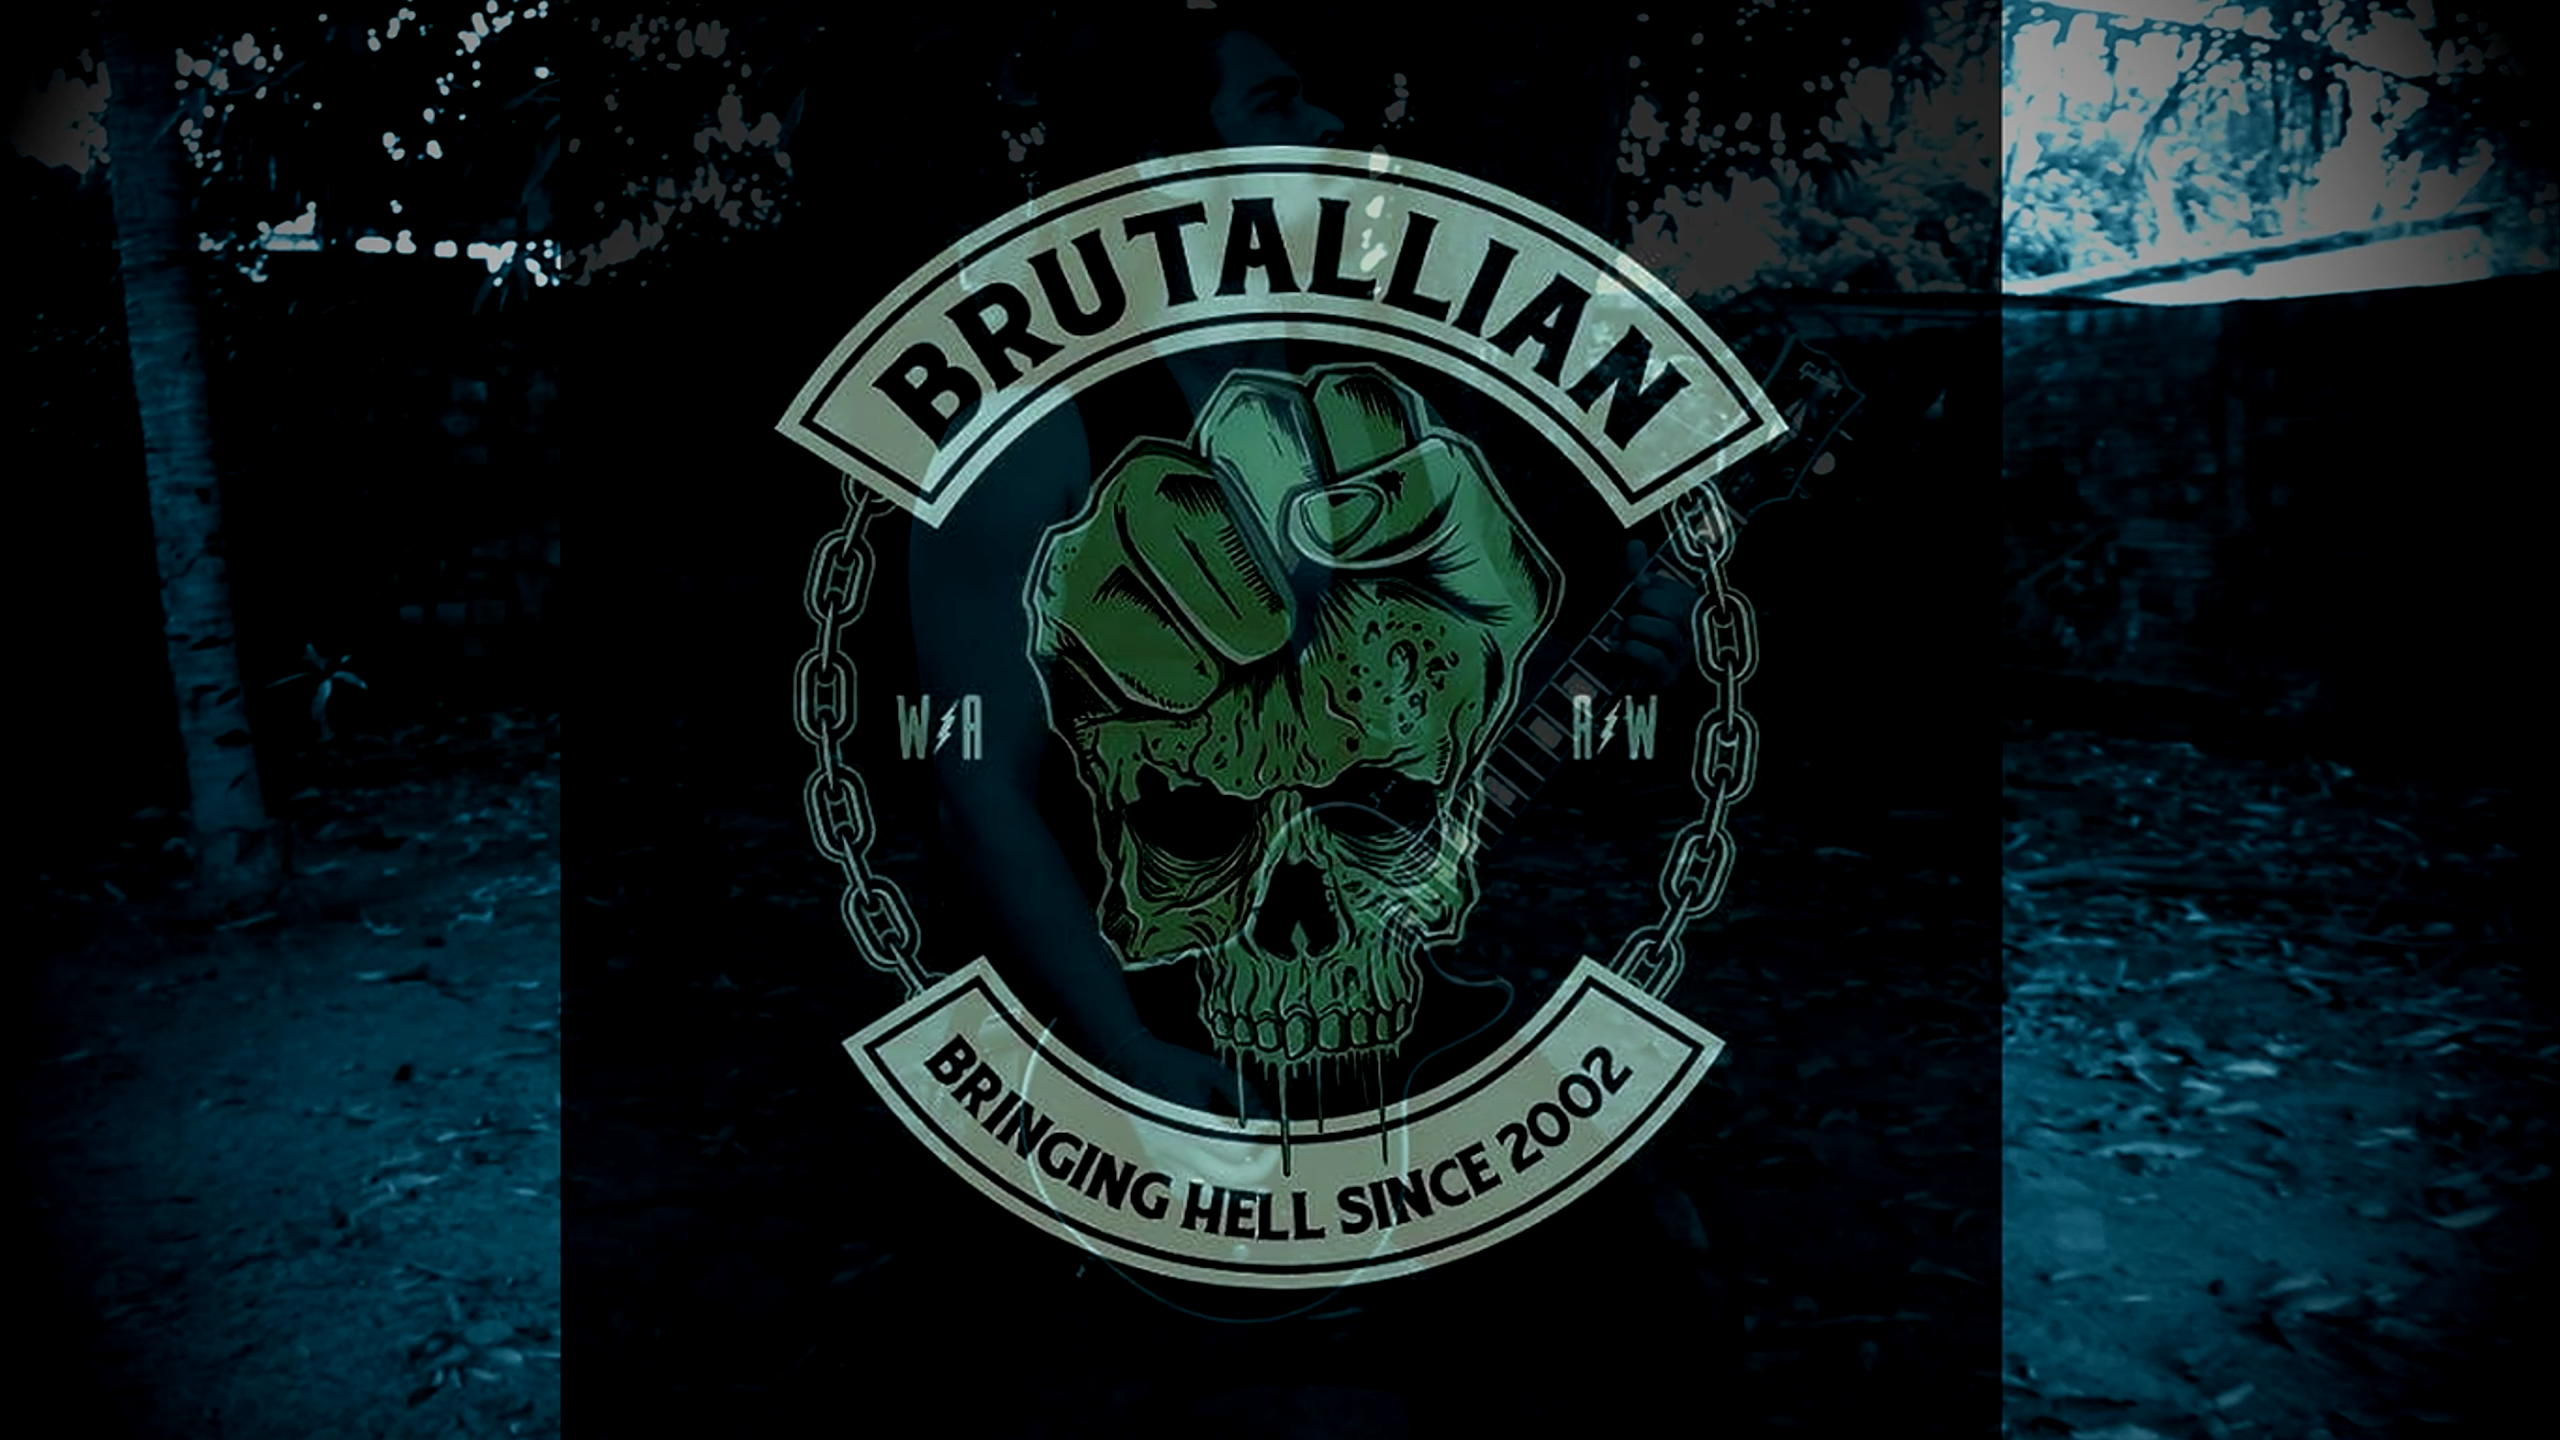 BRUTALLIAN
W⚡A
A⚡W
BRINGING HELL SINCE 2002